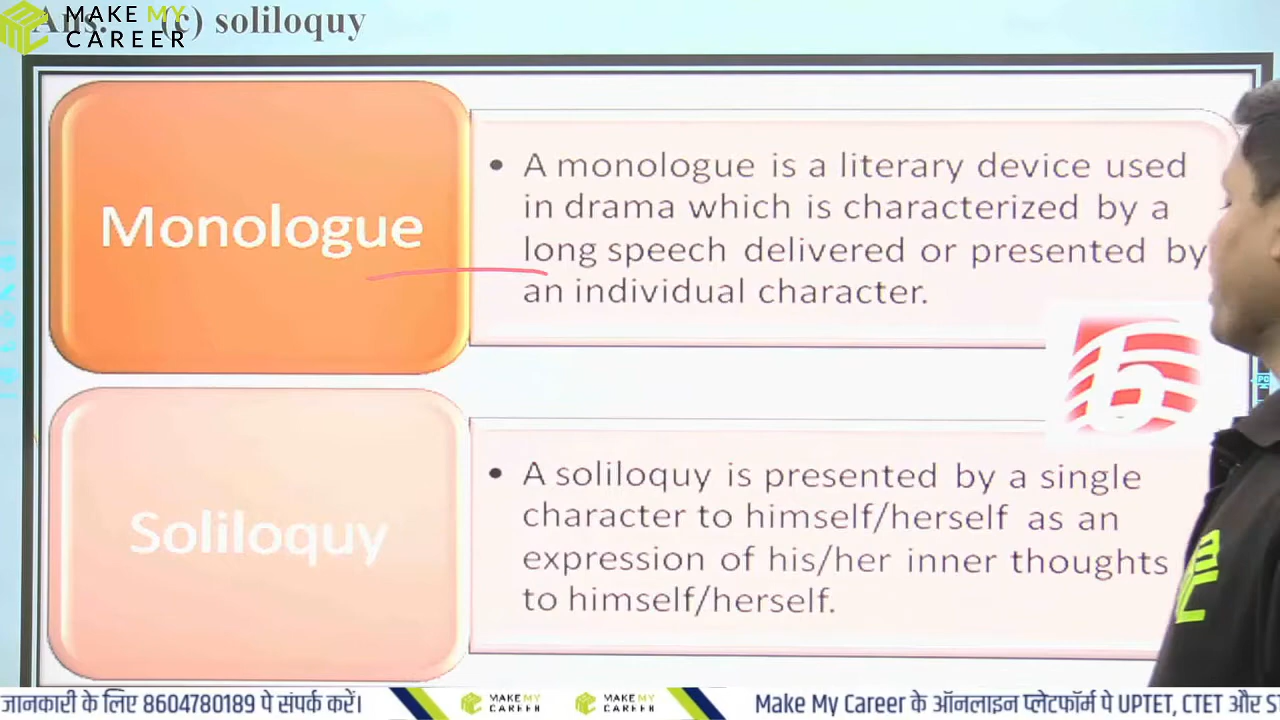 Ans. (c) soliloquy
MAKE MY
CAREER
Monologue
• A monologue is a literary device used
in drama which is characterized by a
long speech delivered or presented by
an individual character.
Soliloquy
• A soliloquy is presented by a single
character to himself/herself as an
expression of his/her inner thoughts
to himself/herself.
जानकारी के लिए 8604780189 पे संपर्क करें। MAKE MY CAREER MAKE MY CAREER Make My Career के ऑनलाइन प्लेटफॉर्म पे UPTET, CTET और